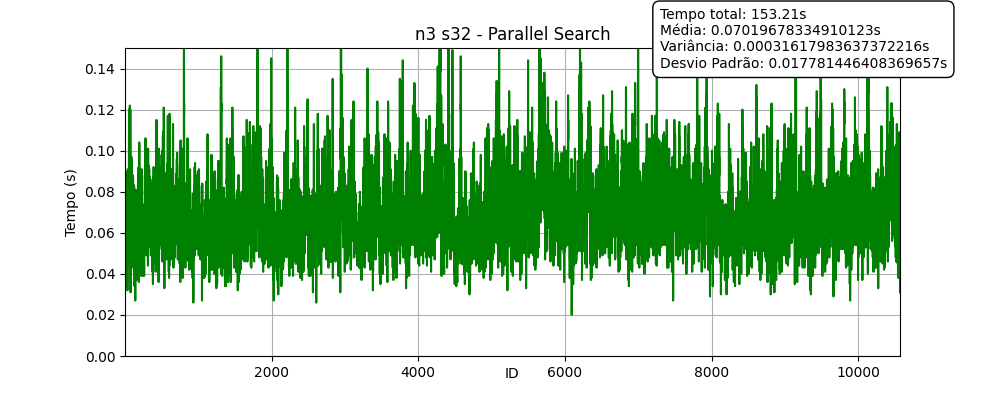 n3 s32 - Parallel Search
Tempo total: 153.21s
Média: 0.07019678334910123s
Variância: 0.00031617983637372216s
Desvio Padrão: 0.017781446408369657s
Tempo (s)
0.14
0.12
0.10
0.08
0.06
0.04
0.02
0.00
2000
4000
6000
8000
10000
ID